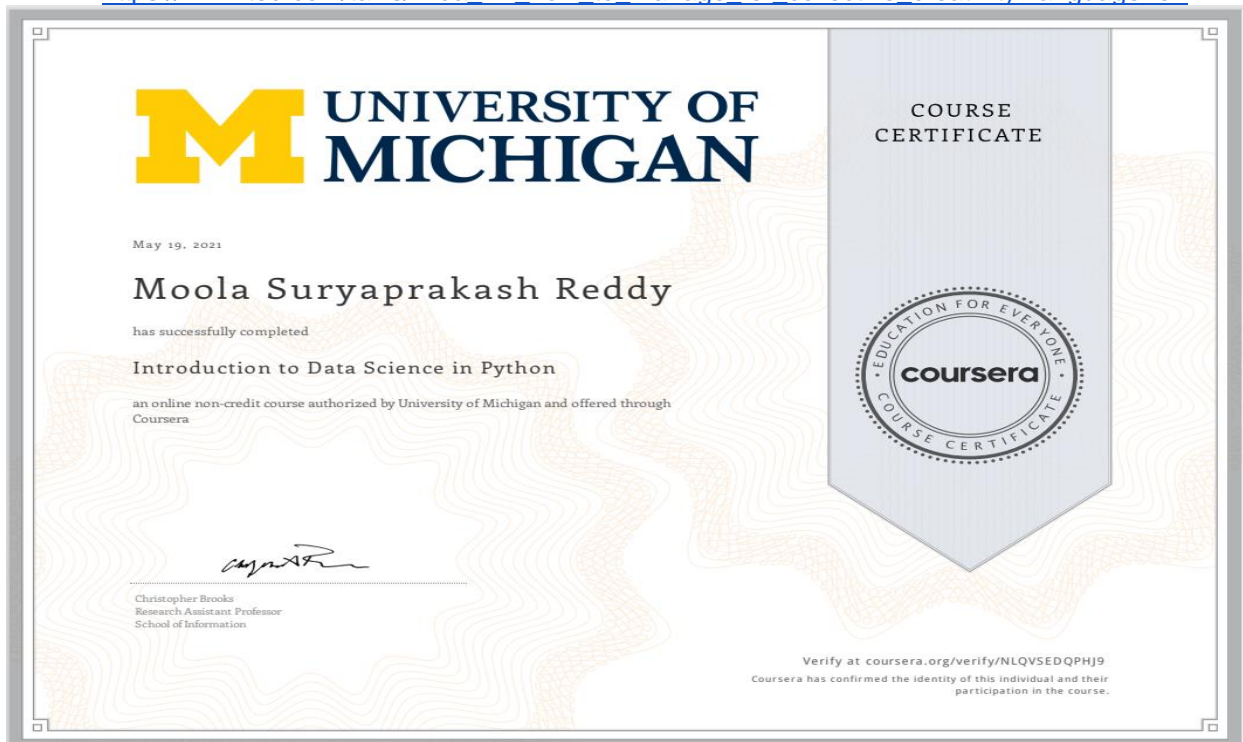 UNIVERSITY OF
MICHIGAN
COURSE
CERTIFICATE
May 19, 2021
Moola Suryaprakash Reddy
has successfully completed
Introduction to Data Science in Python
an online non-credit course authorized by University of Michigan and offered through
Coursera
EDUCATION FOR EVERYONE
coursera
COURSE CERTIFICATE
Christopher Brooks
Research Assistant Professor
School of Information
Verify at coursera.org/verify/NLQVSEDQPHJ9
Coursera has confirmed the identity of this individual and their
participation in the course.